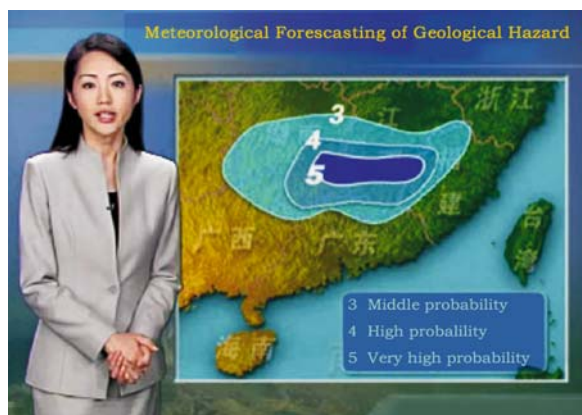 Meteorological Forescasting of Geological Hazard
3
江
浙江
4
5
建
广西
广东
台
湾
海南
3 Middle probability
4 High probalility
5 Very high probability